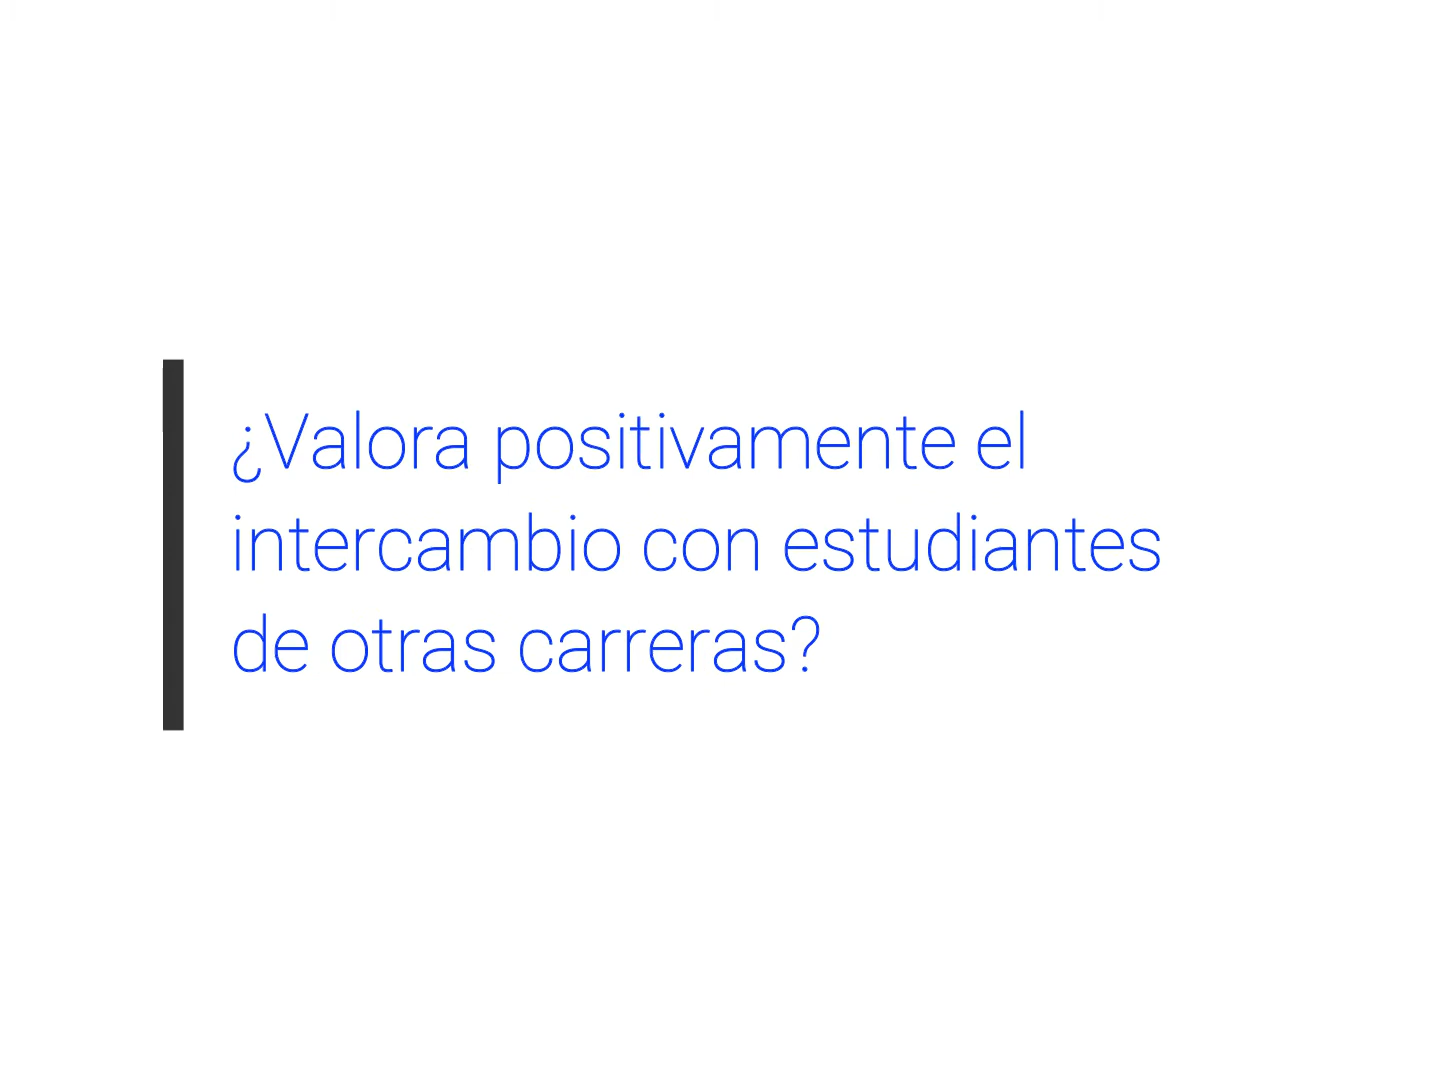 ¿Valora positivamente el
intercambio con estudiantes
de otras carreras?